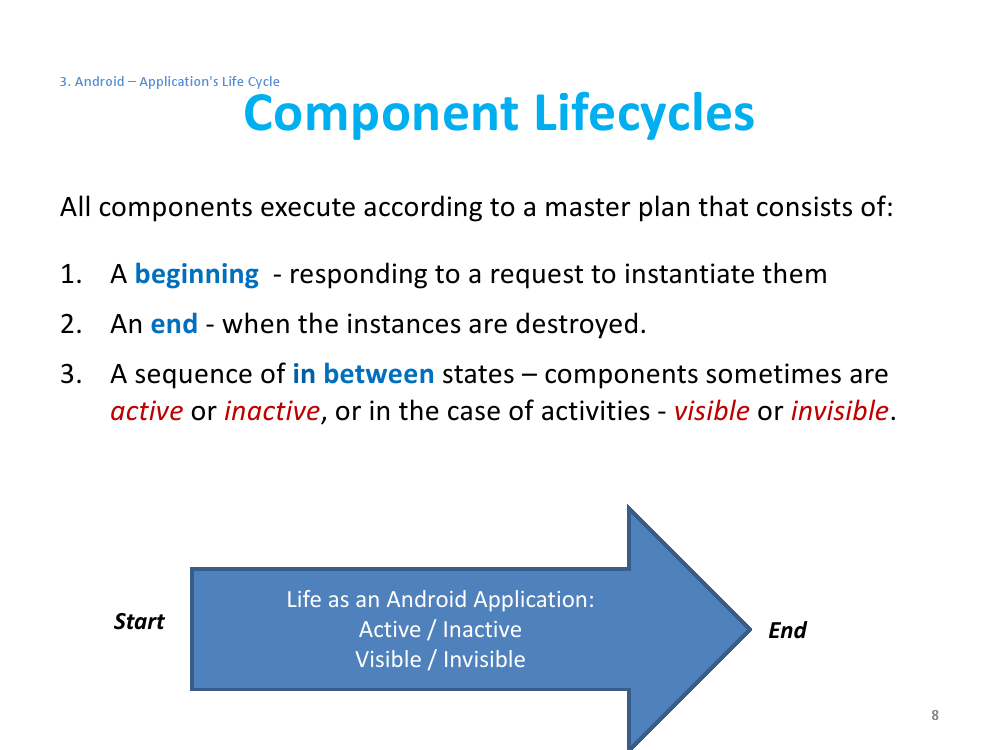 3. Android – Application's Life Cycle
Component Lifecycles
All components execute according to a master plan that consists of:
1. A beginning - responding to a request to instantiate them
2. An end - when the instances are destroyed.
3. A sequence of in between states – components sometimes are
active or inactive, or in the case of activities - visible or invisible.
Life as an Android Application:
Active / Inactive
Visible / Invisible
Start
End
8